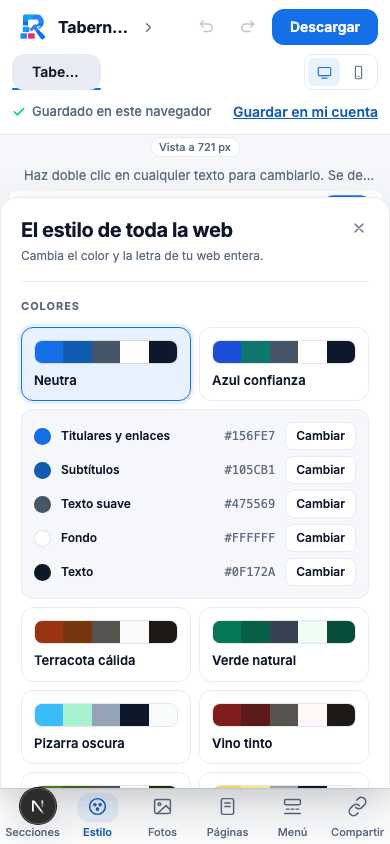 Tabern...
Descargar
Tabe...
Guardado en este navegador
Guardar en mi cuenta
Vista a 721 px
Haz doble clic en cualquier texto para cambiarlo. Se de...
El estilo de toda la web
Cambia el color y la letra de tu web entera.
COLORES
Neutra
Azul confianza
Titulares y enlaces #156FE7 Cambiar
Subtítulos #105CB1 Cambiar
Texto suave #475569 Cambiar
Fondo #FFFFFF Cambiar
Texto #0F172A Cambiar
Terracota cálida
Verde natural
Pizarra oscura
Vino tinto
N
Secciones
Estilo
Fotos
Páginas
Menú
Compartir